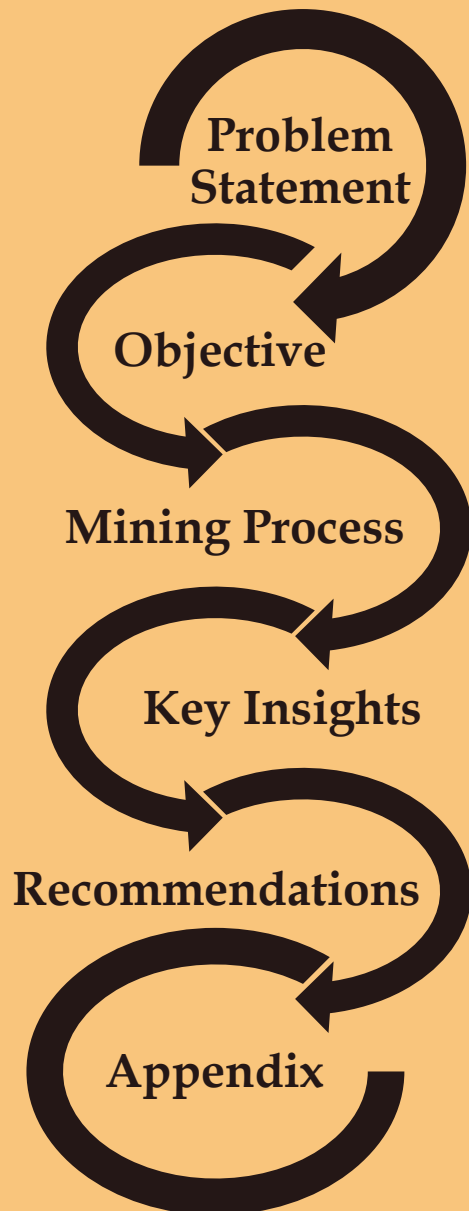 Problem
Statement
Objective
Mining Process
Key Insights
Recommendations
Appendix